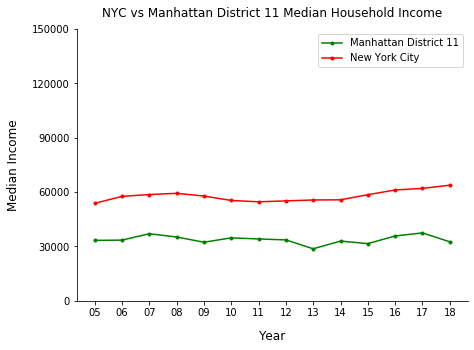 NYC vs Manhattan District 11 Median Household Income
Manhattan District 11
New York City
Median Income
150000
120000
90000
60000
30000
0
05 06 07 08 09 10 11 12 13 14 15 16 17 18
Year